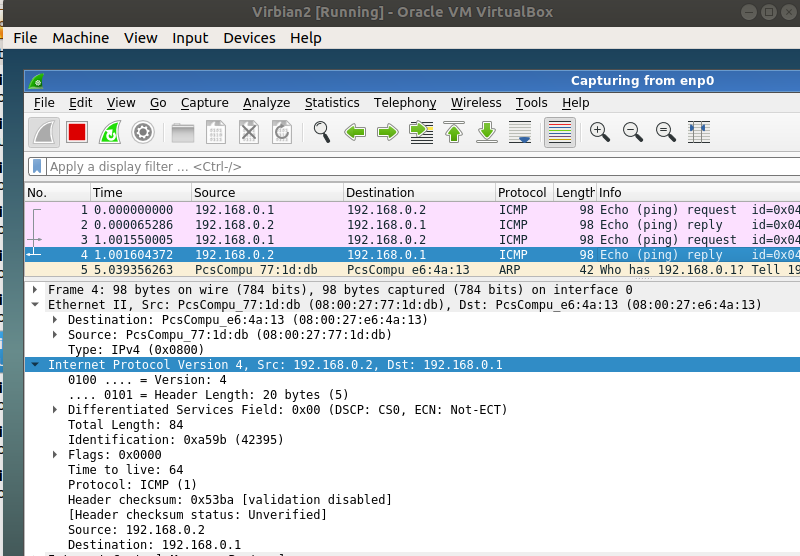 Virbian2 [Running] - Oracle VM VirtualBox
File Machine View Input Devices Help
Capturing from enp0
File Edit View Go Capture Analyze Statistics Telephony Wireless Tools Help
Apply a display filter ... <Ctrl-/>
No. Time Source Destination Protocol Length Info
1 0.000000000 192.168.0.1 192.168.0.2 ICMP 98 Echo (ping) request id=0x04
2 0.000065286 192.168.0.2 192.168.0.1 ICMP 98 Echo (ping) reply id=0x04
3 1.001550005 192.168.0.1 192.168.0.2 ICMP 98 Echo (ping) request id=0x04
4 1.001604372 192.168.0.2 192.168.0.1 ICMP 98 Echo (ping) reply id=0x04
5 5.039356263 PcsCompu_77:1d:db PcsCompu_e6:4a:13 ARP 42 Who has 192.168.0.1? Tell 19
Frame 4: 98 bytes on wire (784 bits), 98 bytes captured (784 bits) on interface 0
Ethernet II, Src: PcsCompu_77:1d:db (08:00:27:77:1d:db), Dst: PcsCompu_e6:4a:13 (08:00:27:e6:4a:13)
Destination: PcsCompu_e6:4a:13 (08:00:27:e6:4a:13)
Source: PcsCompu_77:1d:db (08:00:27:77:1d:db)
Type: IPv4 (0x0800)
Internet Protocol Version 4, Src: 192.168.0.2, Dst: 192.168.0.1
0100 .... = Version: 4
.... 0101 = Header Length: 20 bytes (5)
Differentiated Services Field: 0x00 (DSCP: CS0, ECN: Not-ECT)
Total Length: 84
Identification: 0xa59b (42395)
Flags: 0x0000
Time to live: 64
Protocol: ICMP (1)
Header checksum: 0x53ba [validation disabled]
[Header checksum status: Unverified]
Source: 192.168.0.2
Destination: 192.168.0.1